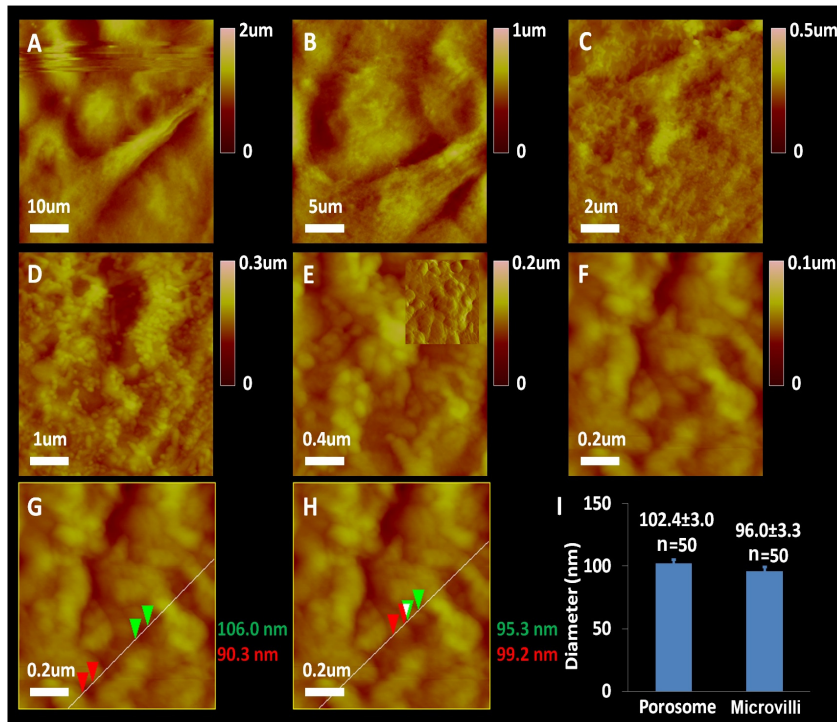 A
2um
0
10um
B
1um
0
5um
C
0.5um
0
2um
D
0.3um
0
1um
E
0.2um
0
0.4um
F
0.1um
0
0.2um
G
106.0 nm
90.3 nm
0.2um
H
95.3 nm
99.2 nm
0.2um
I
150
100
50
0
Diameter (nm)
102.4±3.0
n=50
96.0±3.3
n=50
Porosome
Microvilli